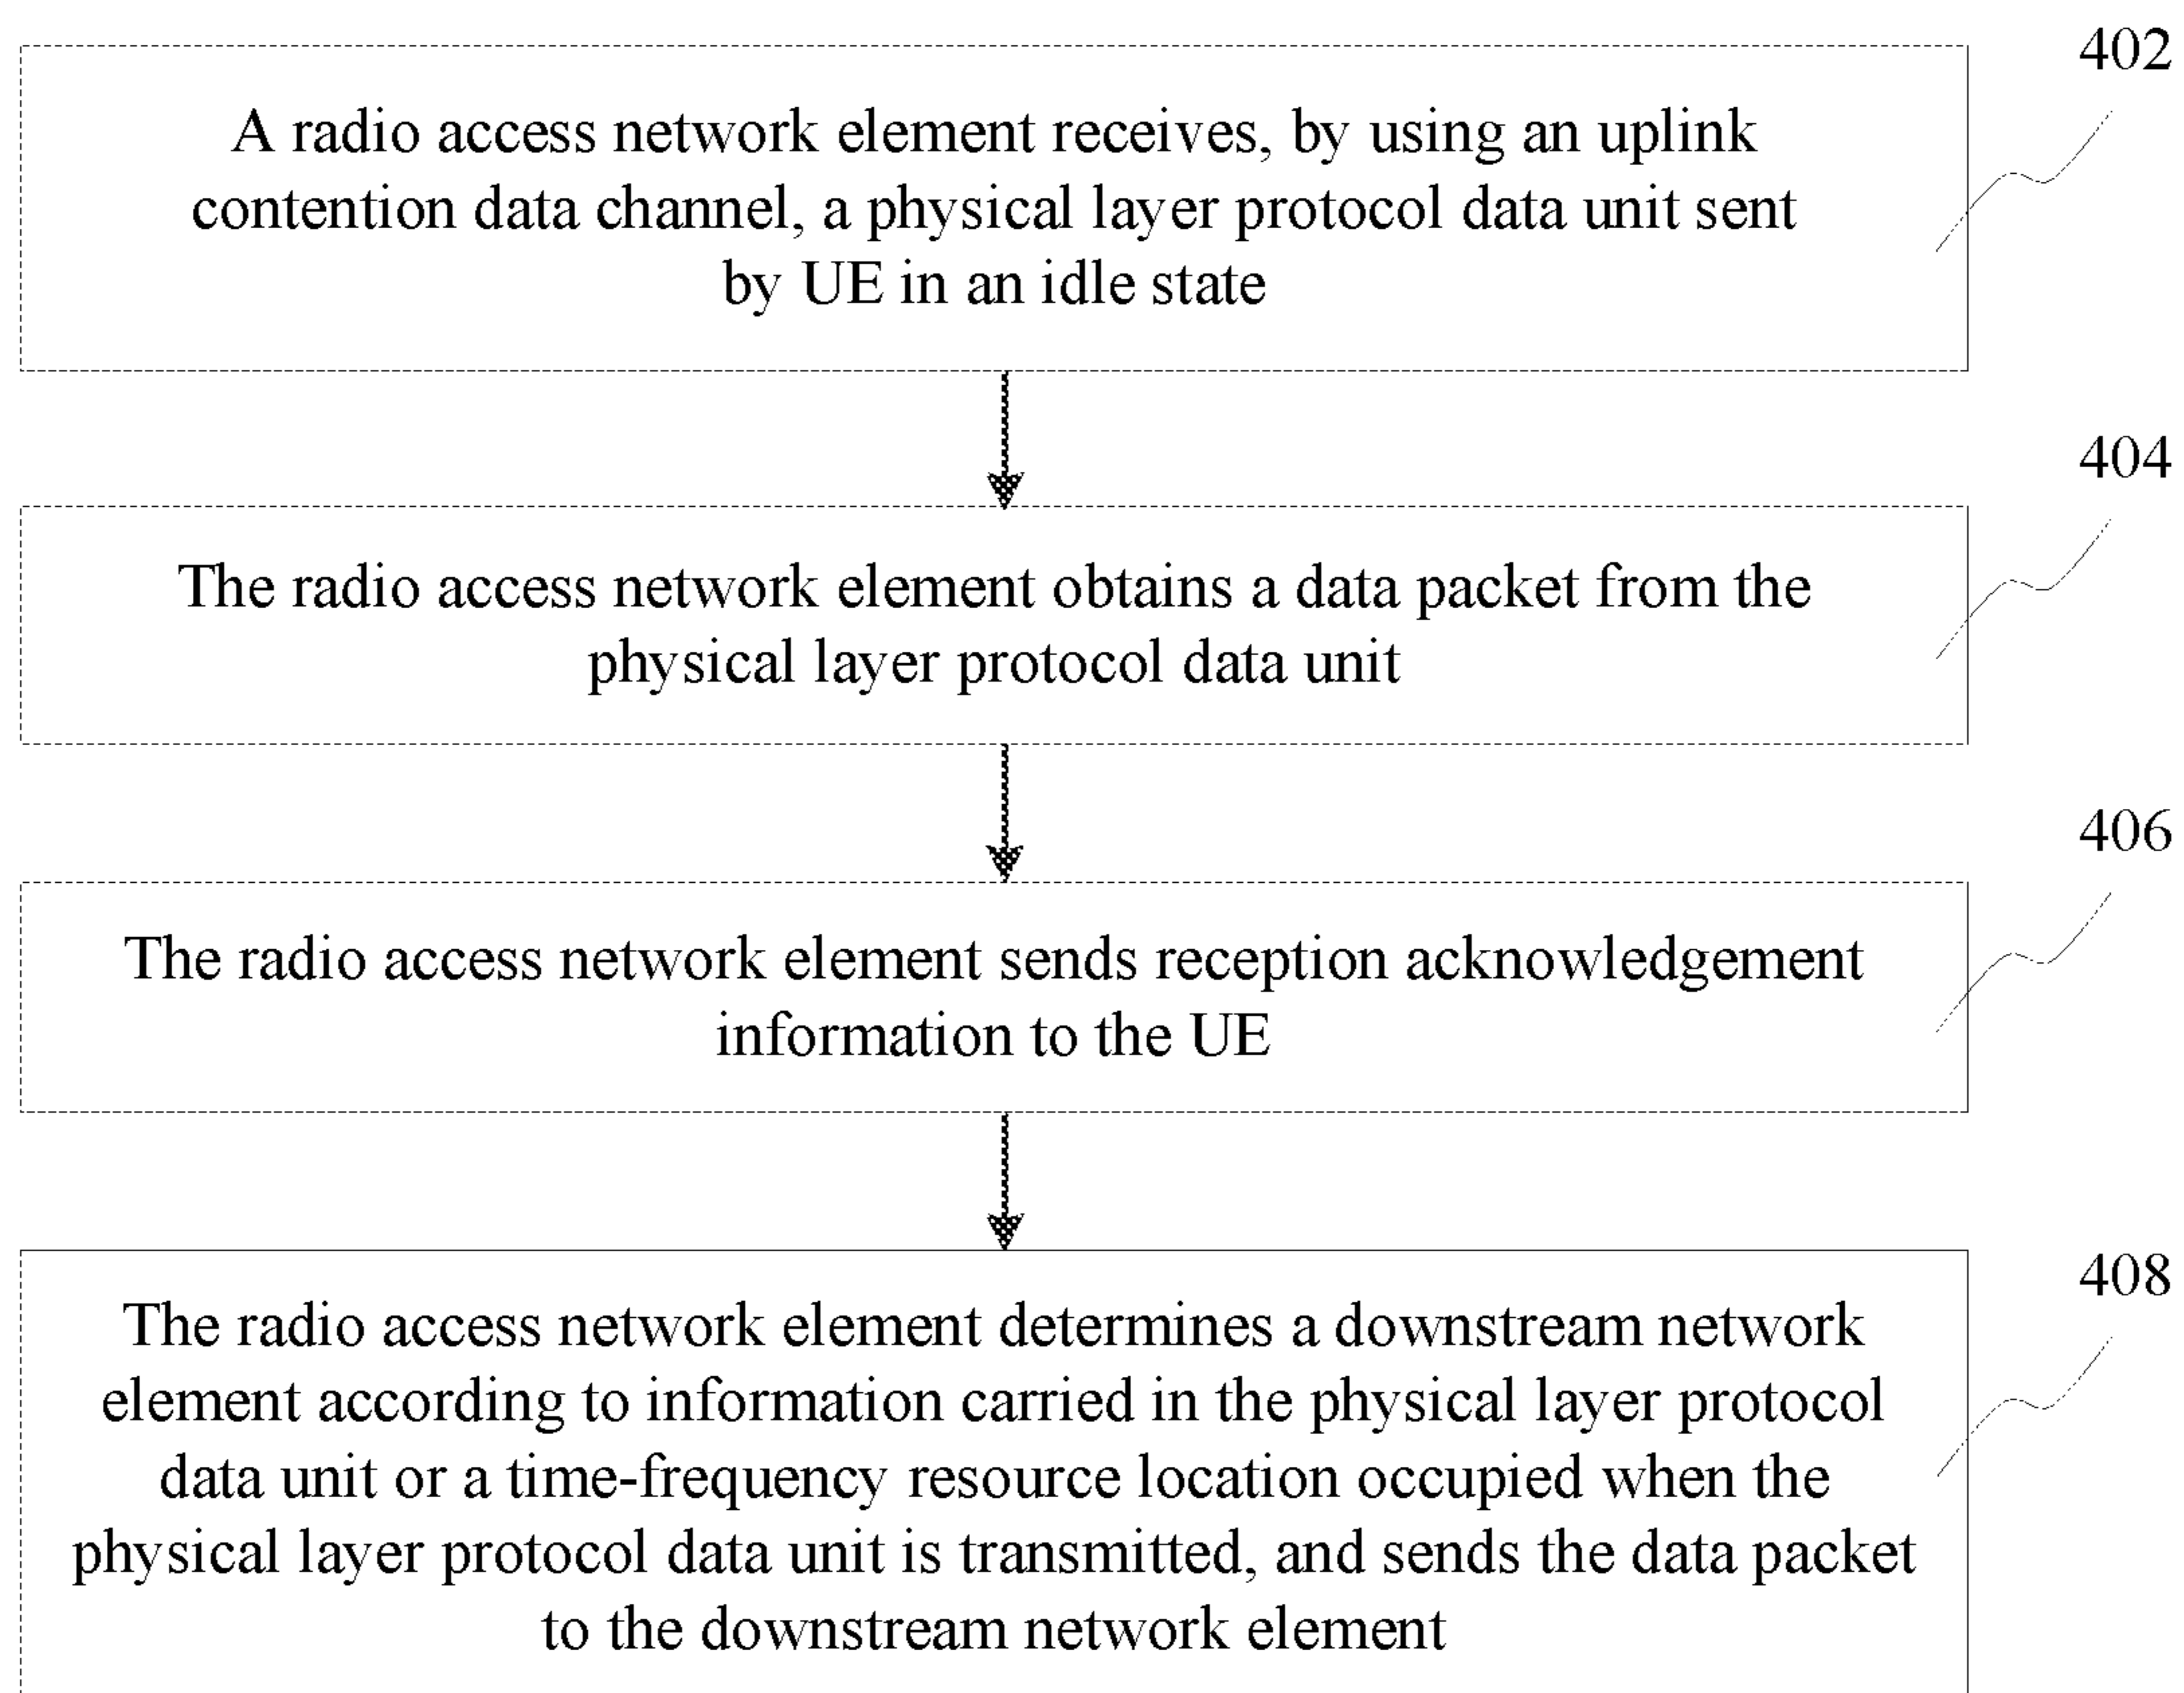 402
A radio access network element receives, by using an uplink
contention data channel, a physical layer protocol data unit sent
by UE in an idle state
404
The radio access network element obtains a data packet from the
physical layer protocol data unit
406
The radio access network element sends reception acknowledgement
information to the UE
408
The radio access network element determines a downstream network
element according to information carried in the physical layer protocol
data unit or a time-frequency resource location occupied when the
physical layer protocol data unit is transmitted, and sends the data packet
to the downstream network element